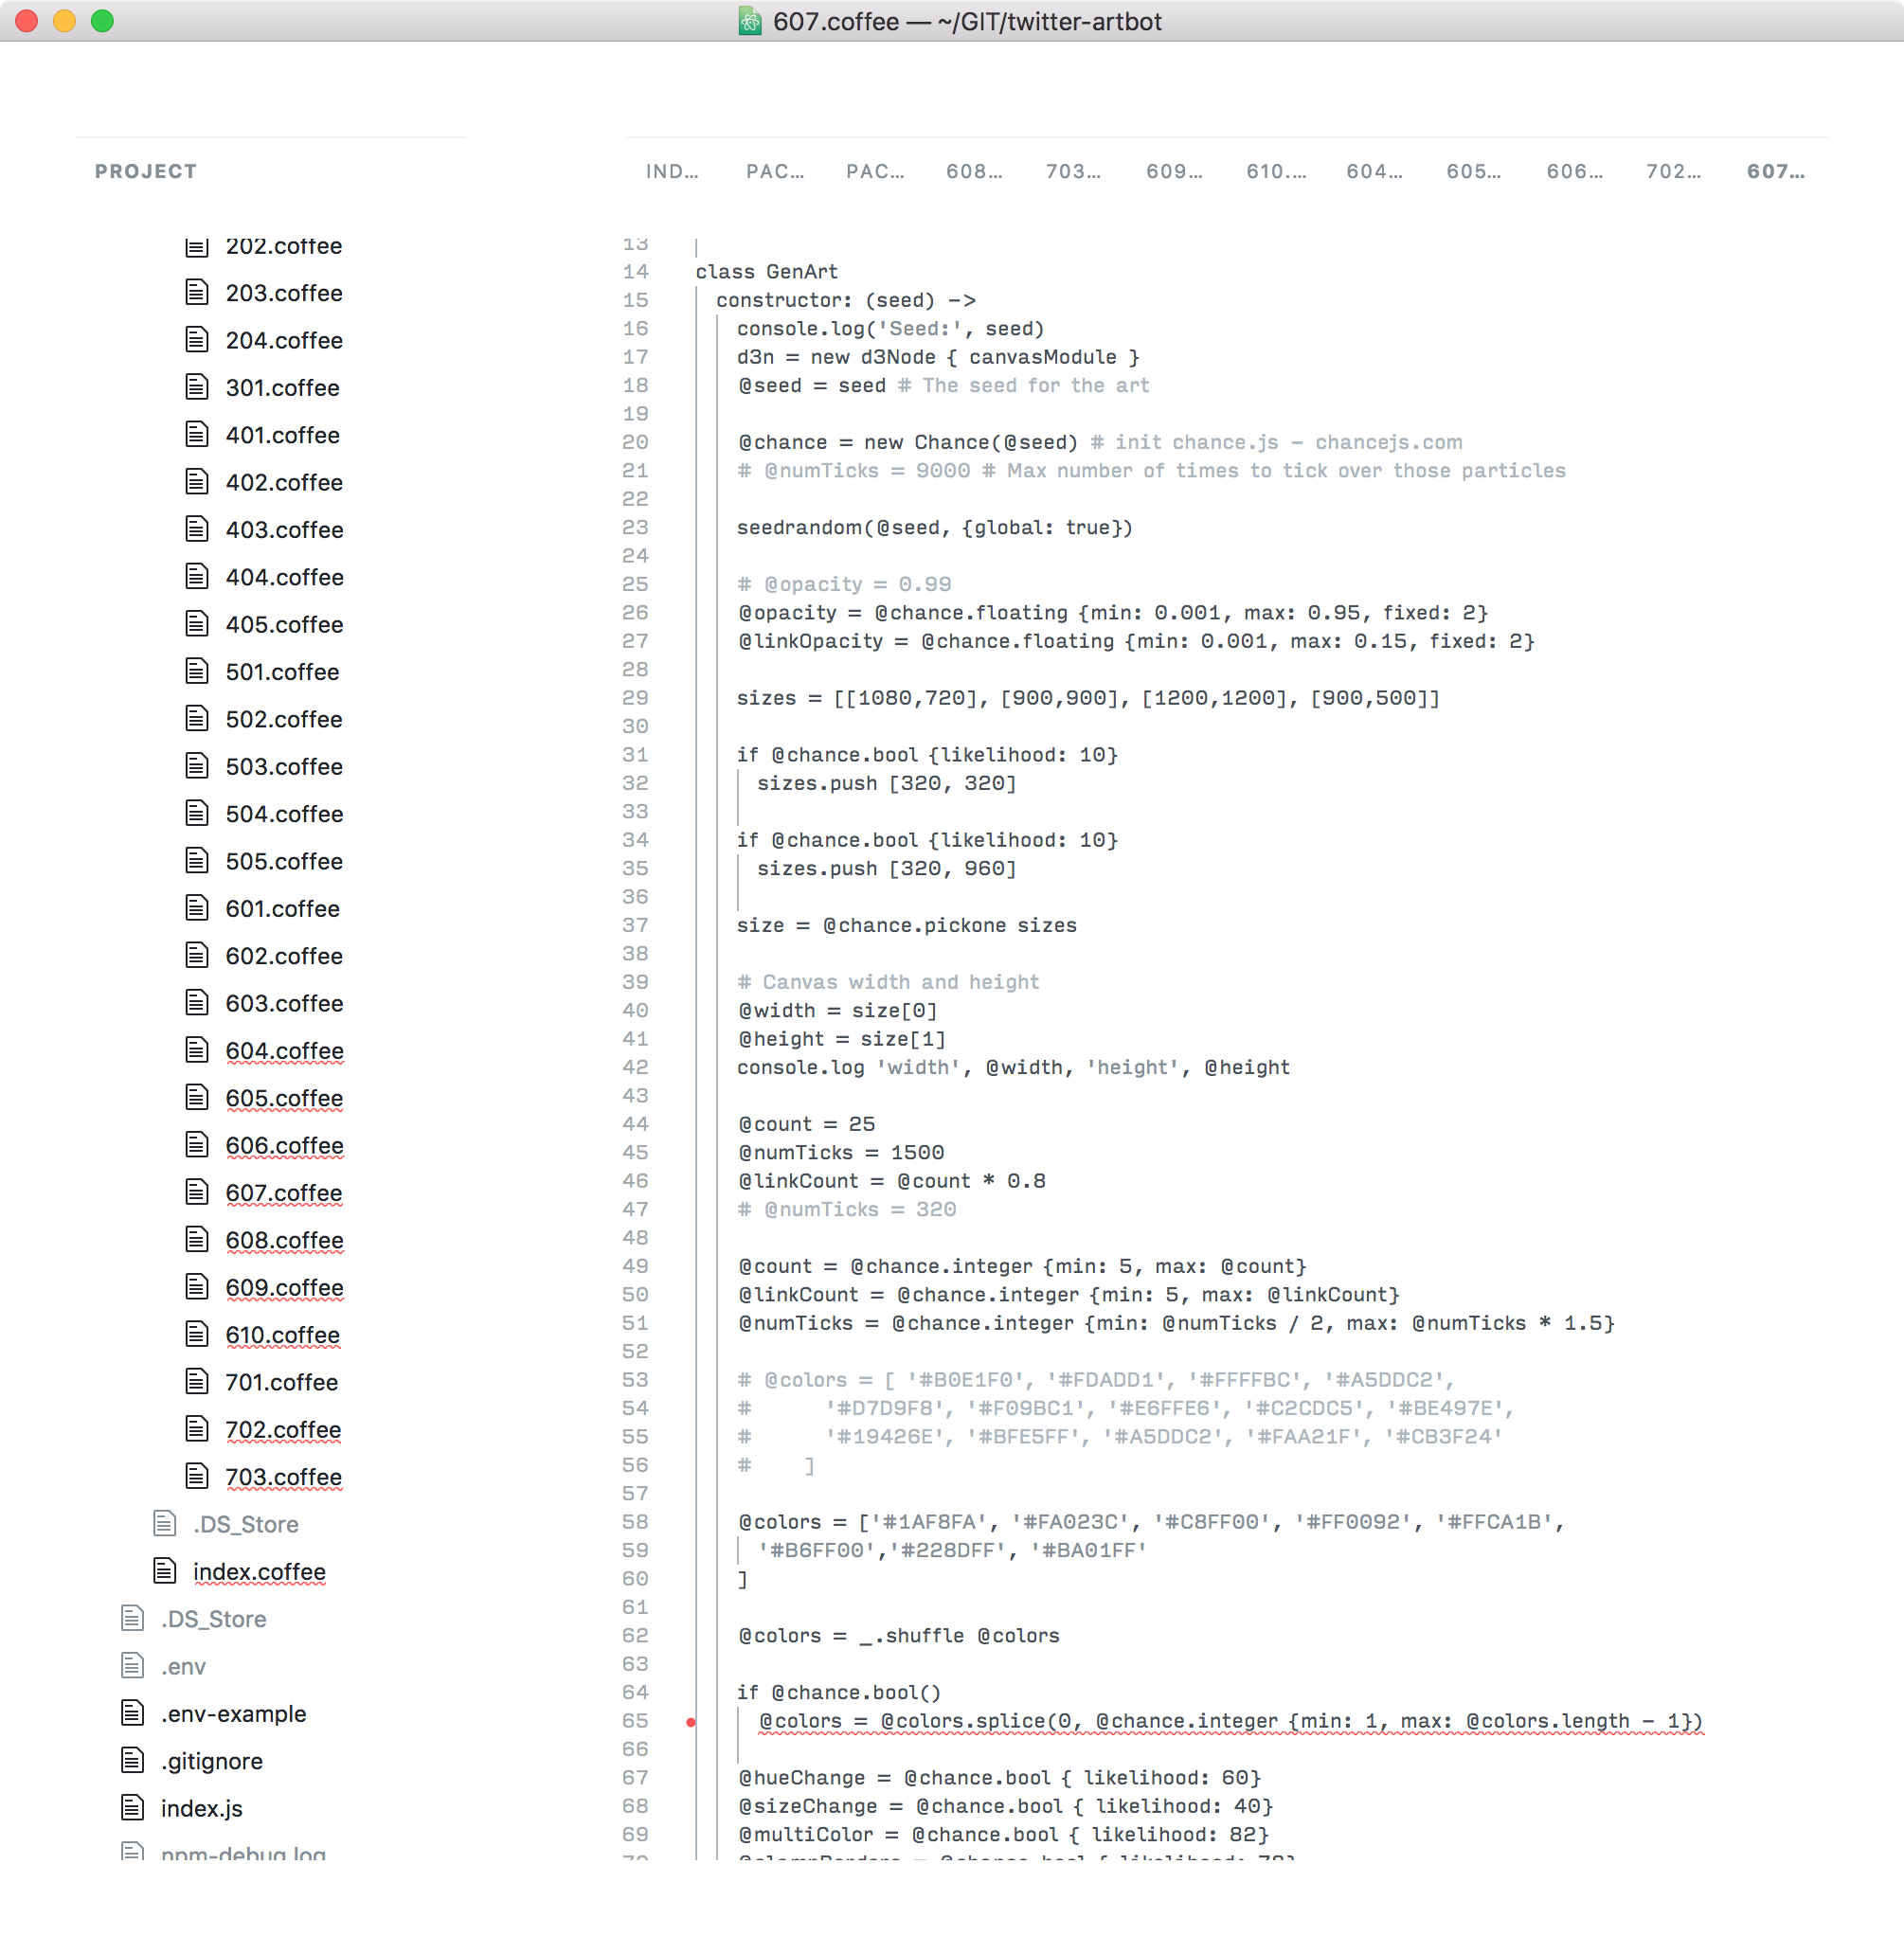 607.coffee — ~/GIT/twitter-artbot
PROJECT
202.coffee
203.coffee
204.coffee
301.coffee
401.coffee
402.coffee
403.coffee
404.coffee
405.coffee
501.coffee
502.coffee
503.coffee
504.coffee
505.coffee
601.coffee
602.coffee
603.coffee
604.coffee
605.coffee
606.coffee
607.coffee
608.coffee
609.coffee
610.coffee
701.coffee
702.coffee
703.coffee
.DS_Store
index.coffee
.DS_Store
.env
.env-example
.gitignore
index.js
npm-debug.log
IND… PAC… PAC… 608… 703… 609… 610.… 604… 605… 606… 702… 607…
13
14 class GenArt
15 constructor: (seed) ->
16 console.log('Seed:', seed)
17 d3n = new d3Node { canvasModule }
18 @seed = seed # The seed for the art
19
20 @chance = new Chance(@seed) # init chance.js - chancejs.com
21 # @numTicks = 9000 # Max number of times to tick over those particles
22
23 seedrandom(@seed, {global: true})
24
25 # @opacity = 0.99
26 @opacity = @chance.floating {min: 0.001, max: 0.95, fixed: 2}
27 @linkOpacity = @chance.floating {min: 0.001, max: 0.15, fixed: 2}
28
29 sizes = [[1080,720], [900,900], [1200,1200], [900,500]]
30
31 if @chance.bool {likelihood: 10}
32 sizes.push [320, 320]
33
34 if @chance.bool {likelihood: 10}
35 sizes.push [320, 960]
36
37 size = @chance.pickone sizes
38
39 # Canvas width and height
40 @width = size[0]
41 @height = size[1]
42 console.log 'width', @width, 'height', @height
43
44 @count = 25
45 @numTicks = 1500
46 @linkCount = @count * 0.8
47 # @numTicks = 320
48
49 @count = @chance.integer {min: 5, max: @count}
50 @linkCount = @chance.integer {min: 5, max: @linkCount}
51 @numTicks = @chance.integer {min: @numTicks / 2, max: @numTicks * 1.5}
52
53 # @colors = [ '#B0E1F0', '#FDADD1', '#FFFFBC', '#A5DDC2',
54 # '#D7D9F8', '#F09BC1', '#E6FFE6', '#C2CDC5', '#BE497E',
55 # '#19426E', '#BFE5FF', '#A5DDC2', '#FAA21F', '#CB3F24'
56 # ]
57
58 @colors = ['#1AF8FA', '#FA023C', '#C8FF00', '#FF0092', '#FFCA1B',
59 '#B6FF00','#228DFF', '#BA01FF'
60 ]
61
62 @colors = _.shuffle @colors
63
64 if @chance.bool()
65 @colors = @colors.splice(0, @chance.integer {min: 1, max: @colors.length - 1})
66
67 @hueChange = @chance.bool { likelihood: 60}
68 @sizeChange = @chance.bool { likelihood: 40}
69 @multiColor = @chance.bool { likelihood: 82}